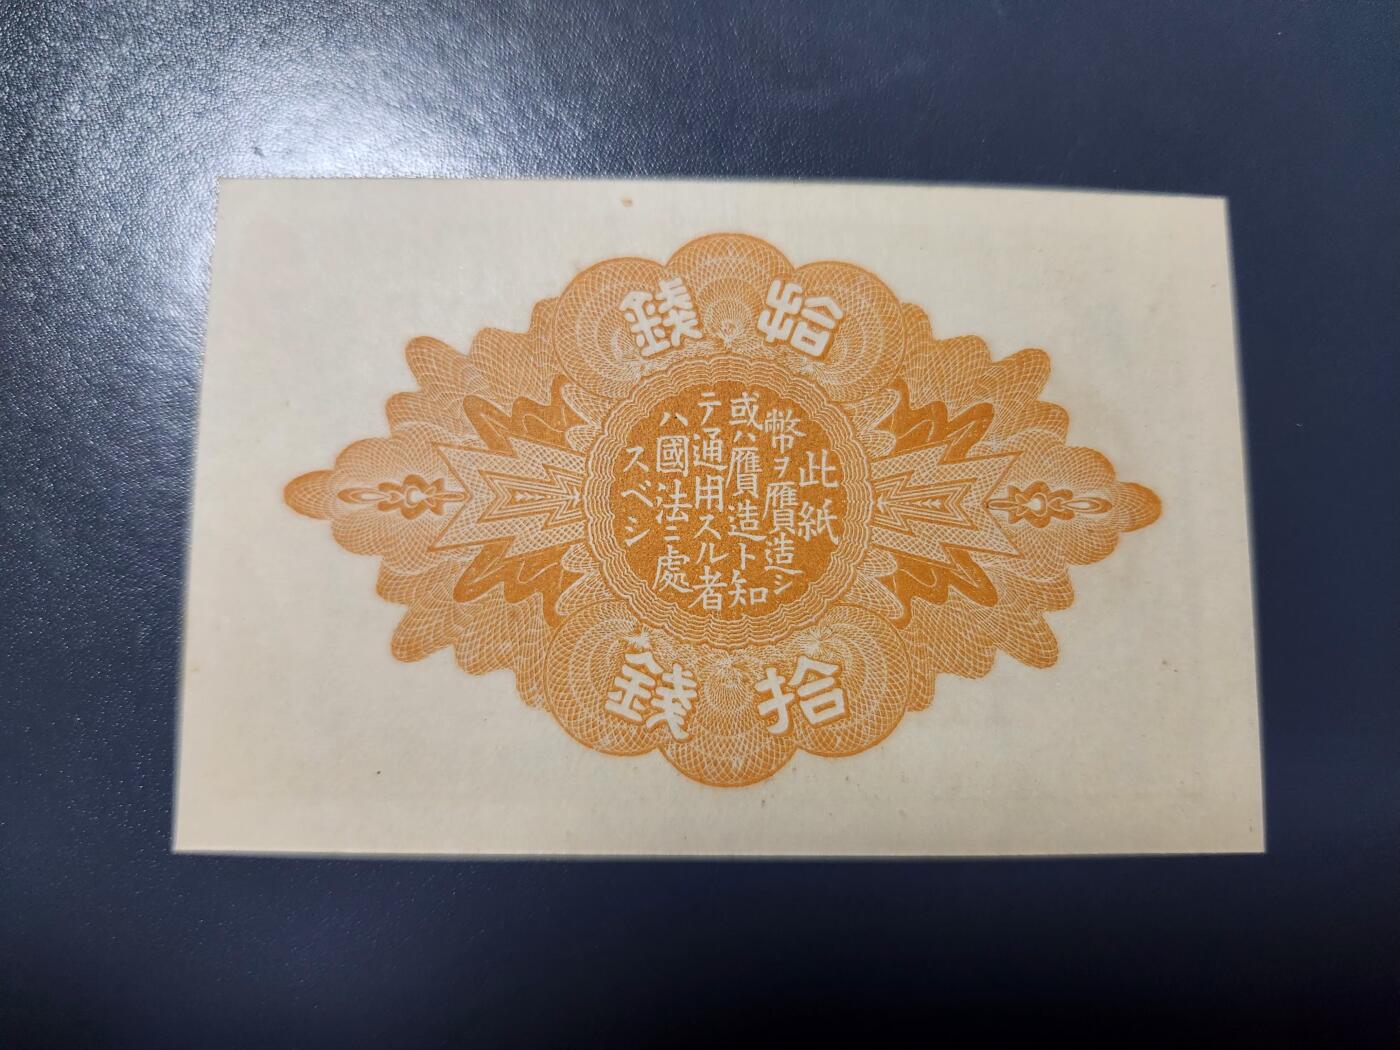 拾錢
此紙
幣ヲ贋造シ
或ハ贋造ト知
テ通用スル者
ハ國法ニ處
スベシ
拾錢